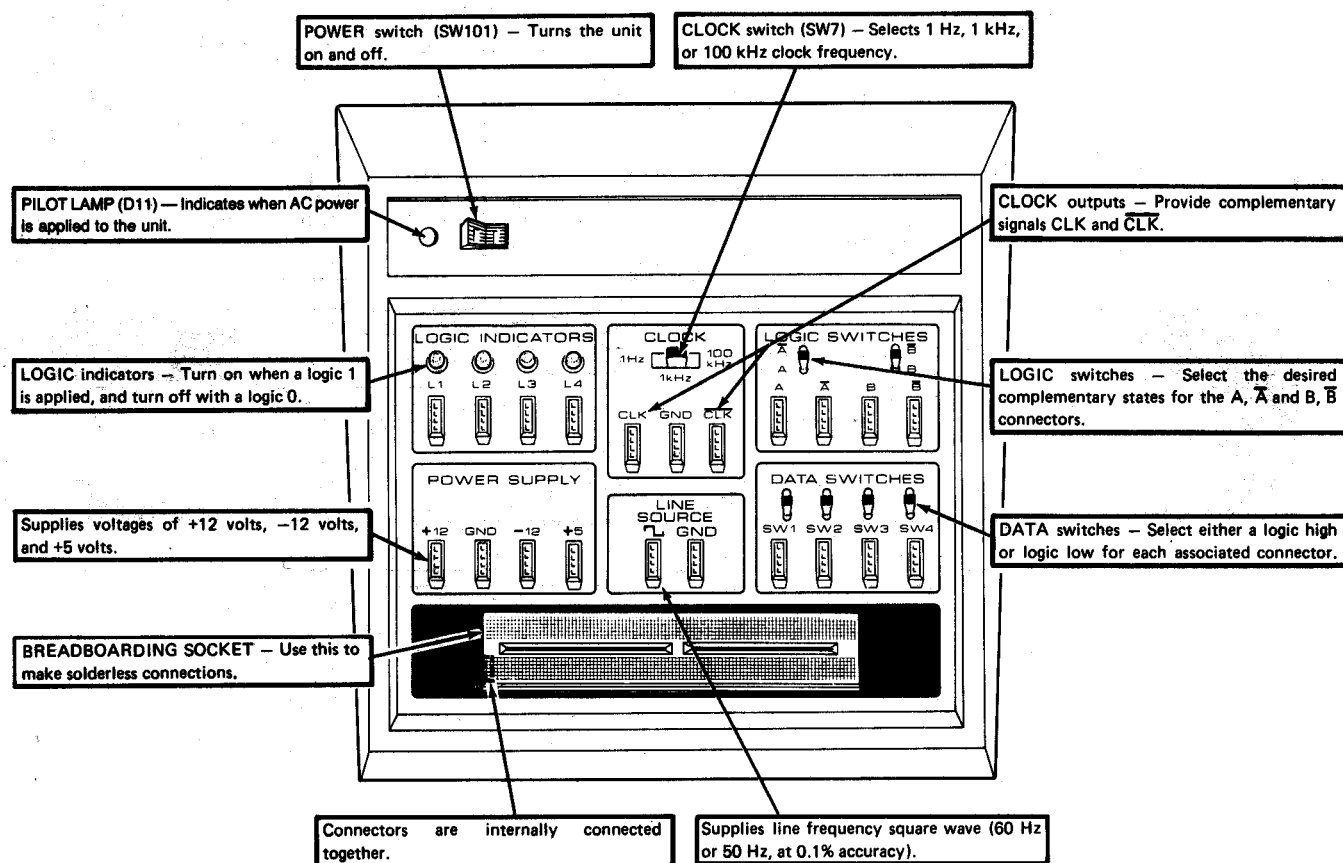 POWER switch (SW101) — Turns the unit
on and off.
CLOCK switch (SW7) — Selects 1 Hz, 1 kHz,
or 100 kHz clock frequency.
PILOT LAMP (D11) — Indicates when AC power
is applied to the unit.
CLOCK outputs — Provide complementary
signals CLK and C̅L̅K̅.
LOGIC indicators — Turn on when a logic 1
is applied, and turn off with a logic 0.
LOGIC switches — Select the desired
complementary states for the A, A̅ and B, B̅
connectors.
Supplies voltages of +12 volts, −12 volts,
and +5 volts.
DATA switches — Select either a logic high
or logic low for each associated connector.
BREADBOARDING SOCKET — Use this to
make solderless connections.
Connectors are internally connected
together.
Supplies line frequency square wave (60 Hz
or 50 Hz, at 0.1% accuracy).
LOGIC INDICATORS
L1 L2 L3 L4
CLOCK
1Hz 100
kHz
1kHz
CLK GND C̅L̅K̅
LOGIC SWITCHES
A̅ B̅
A B
A A̅ B B̅
POWER SUPPLY
+12 GND −12 +5
LINE
SOURCE
GND
DATA SWITCHES
SW1 SW2 SW3 SW4